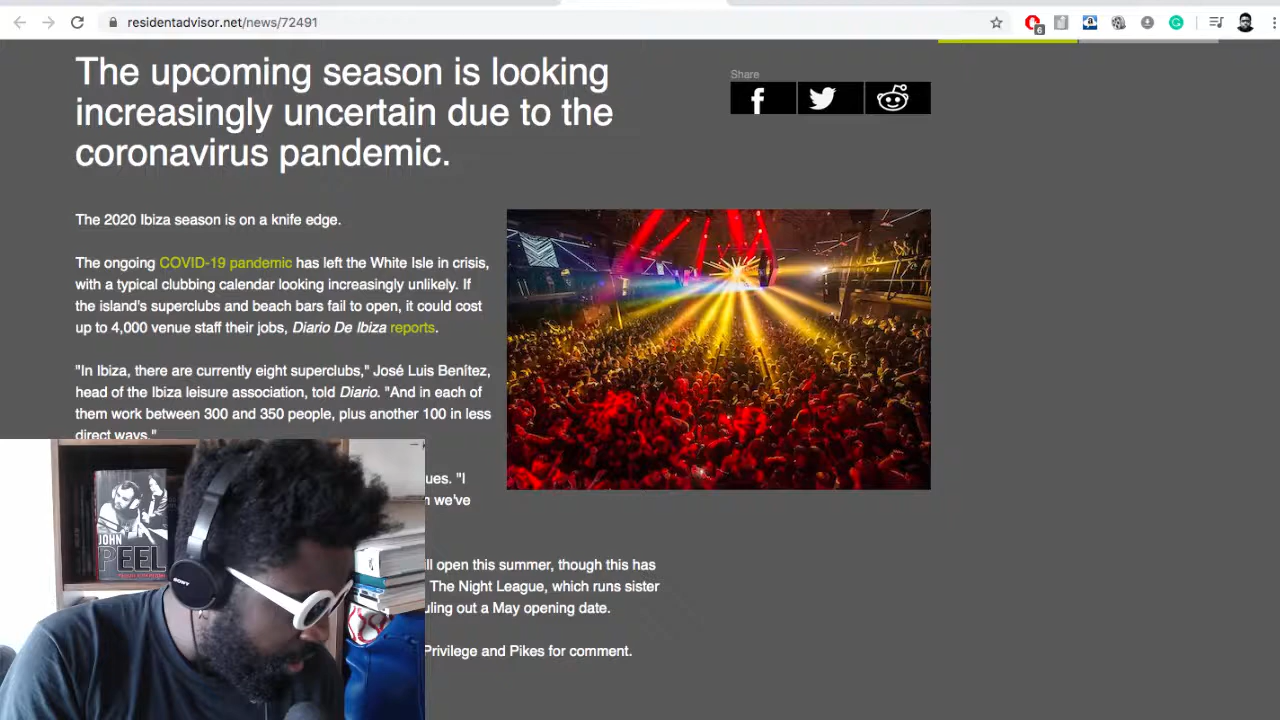 residentadvisor.net/news/72491
6
The upcoming season is looking
increasingly uncertain due to the
coronavirus pandemic.
Share
The 2020 Ibiza season is on a knife edge.
The ongoing COVID-19 pandemic has left the White Isle in crisis,
with a typical clubbing calendar looking increasingly unlikely. If
the island's superclubs and beach bars fail to open, it could cost
up to 4,000 venue staff their jobs, Diario De Ibiza reports.
"In Ibiza, there are currently eight superclubs," José Luis Benítez,
head of the Ibiza leisure association, told Diario. "And in each of
them work between 300 and 350 people, plus another 100 in less
direct ways."
ues. "I
we've
ll open this summer, though this has
The Night League, which runs sister
uling out a May opening date.
Privilege and Pikes for comment.
JOHN
PEEL
SONY